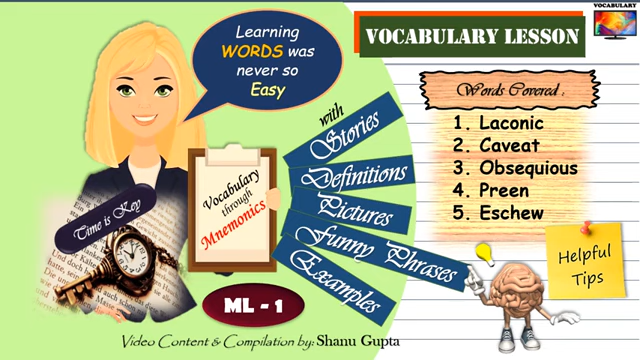 VOCABULARY
VOCABULARY LESSON
Learning
WORDS was
never so
Easy
with
Stories
Definitions
Pictures
Funny Phrases
Examples
Vocabulary
through
Mnemonics
Time is Key
ML - 1
Words Covered :
1. Laconic
2. Caveat
3. Obsequious
4. Preen
5. Eschew
Helpful
Tips
Video Content & Compilation by: Shanu Gupta